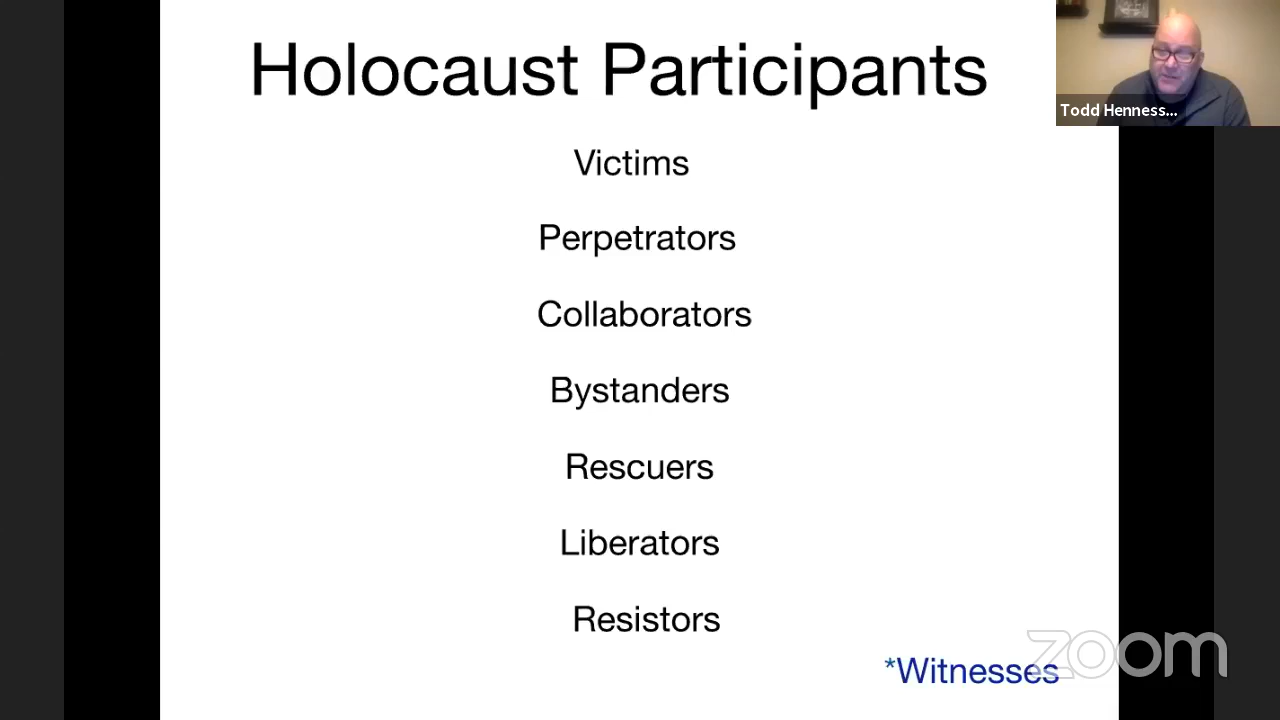 Holocaust Participants
Todd Henness...
Victims
Perpetrators
Collaborators
Bystanders
Rescuers
Liberators
Resistors
*Witnesses
zoom